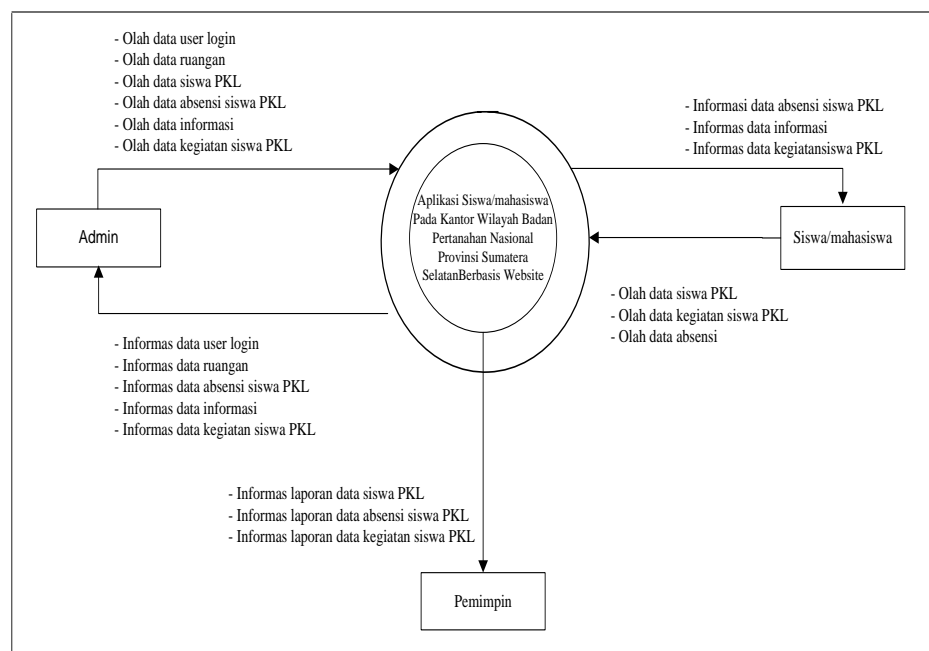 - Olah data user login
- Olah data ruangan
- Olah data siswa PKL
- Olah data absensi siswa PKL
- Olah data informasi
- Olah data kegiatan siswa PKL
- Informasi data absensi siswa PKL
- Informas data informasi
- Informas data kegiatansiswa PKL
Admin
Aplikasi Siswa/mahasiswa
Pada Kantor Wilayah Badan
Pertanahan Nasional
Provinsi Sumatera
SelatanBerbasis Website
Siswa/mahasiswa
- Olah data siswa PKL
- Olah data kegiatan siswa PKL
- Olah data absensi
- Informas data user login
- Informas data ruangan
- Informas data absensi siswa PKL
- Informas data informasi
- Informas data kegiatan siswa PKL
- Informas laporan data siswa PKL
- Informas laporan data absensi siswa PKL
- Informas laporan data kegiatan siswa PKL
Pemimpin